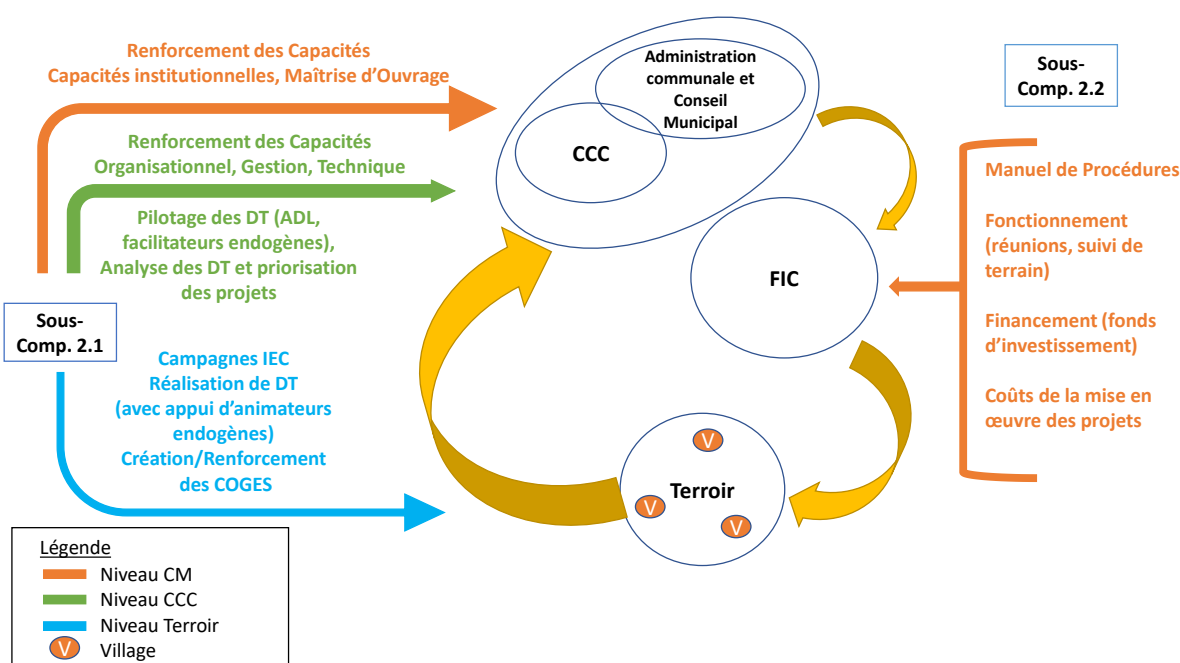 Renforcement des Capacités
Capacités institutionnelles, Maîtrise d'Ouvrage
Renforcement des Capacités
Organisationnel, Gestion, Technique
Pilotage des DT (ADL,
facilitateurs endogènes),
Analyse des DT et priorisation
des projets
Sous-
Comp. 2.1
Campagnes IEC
Réalisation de DT
(avec appui d'animateurs
endogènes)
Création/Renforcement
des COGES
Administration
communale et
Conseil
Municipal
CCC
FIC
Terroir
V
V
V
Sous-
Comp. 2.2
Manuel de Procédures
Fonctionnement
(réunions, suivi de
terrain)
Financement (fonds
d'investissement)
Coûts de la mise en
œuvre des projets
Légende
Niveau CM
Niveau CCC
Niveau Terroir
V Village